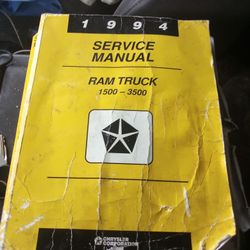 1994
SERVICE
MANUAL
RAM TRUCK
1500 – 3500
CHRYSLER
CORPORATION